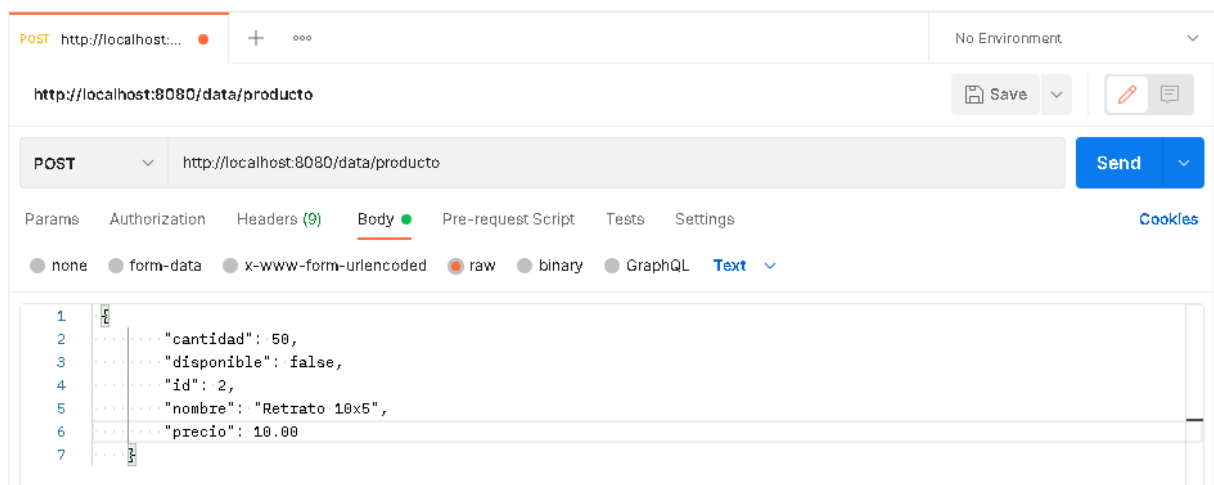 POST http://localhost:... No Environment
http://localhost:8080/data/producto Save
POST http://localhost:8080/data/producto Send
Params Authorization Headers (9) Body Pre-request Script Tests Settings Cookies
none form-data x-www-form-urlencoded raw binary GraphQL Text
1 {
2 "cantidad": 50,
3 "disponible": false,
4 "id": 2,
5 "nombre": "Retrato 10x5",
6 "precio": 10.00
7 }